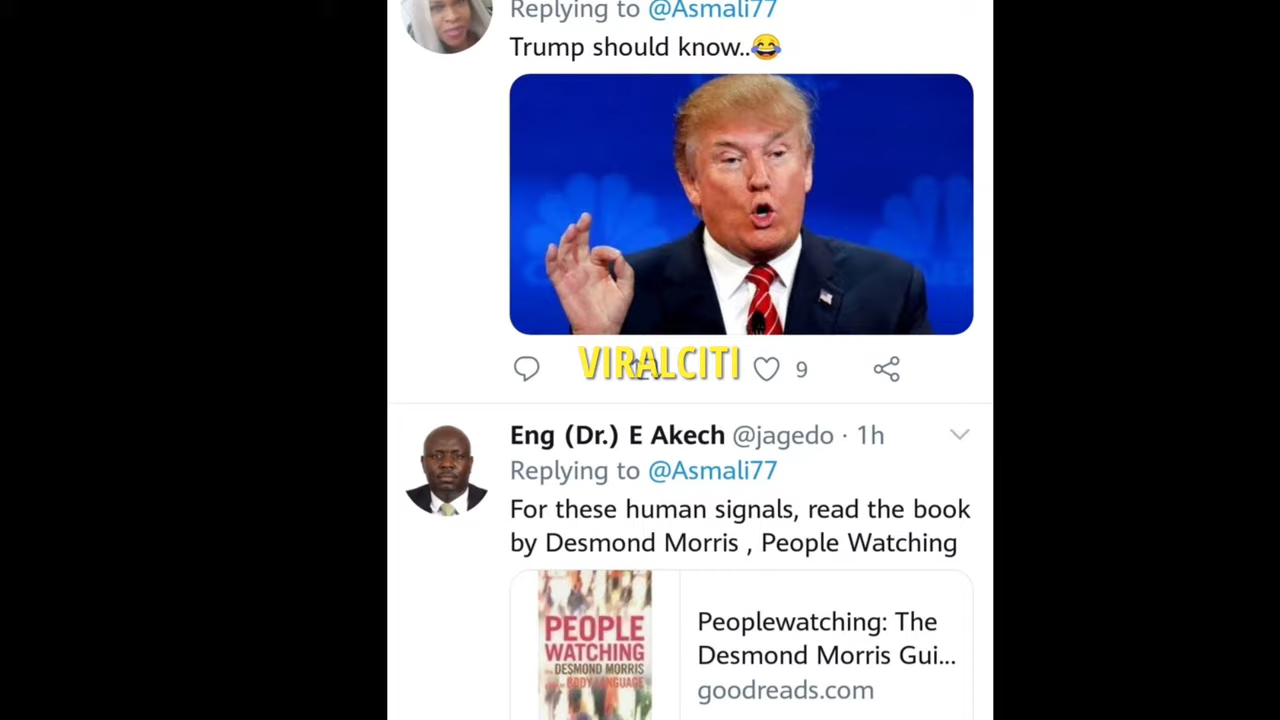 Replying to @Asmali77
Trump should know..😂
VIRALCITI
9
Eng (Dr.) E Akech @jagedo · 1h
Replying to @Asmali77
For these human signals, read the book
by Desmond Morris , People Watching
PEOPLE
WATCHING
DESMOND MORRIS
BODY LANGUAGE
Peoplewatching: The
Desmond Morris Gui...
goodreads.com